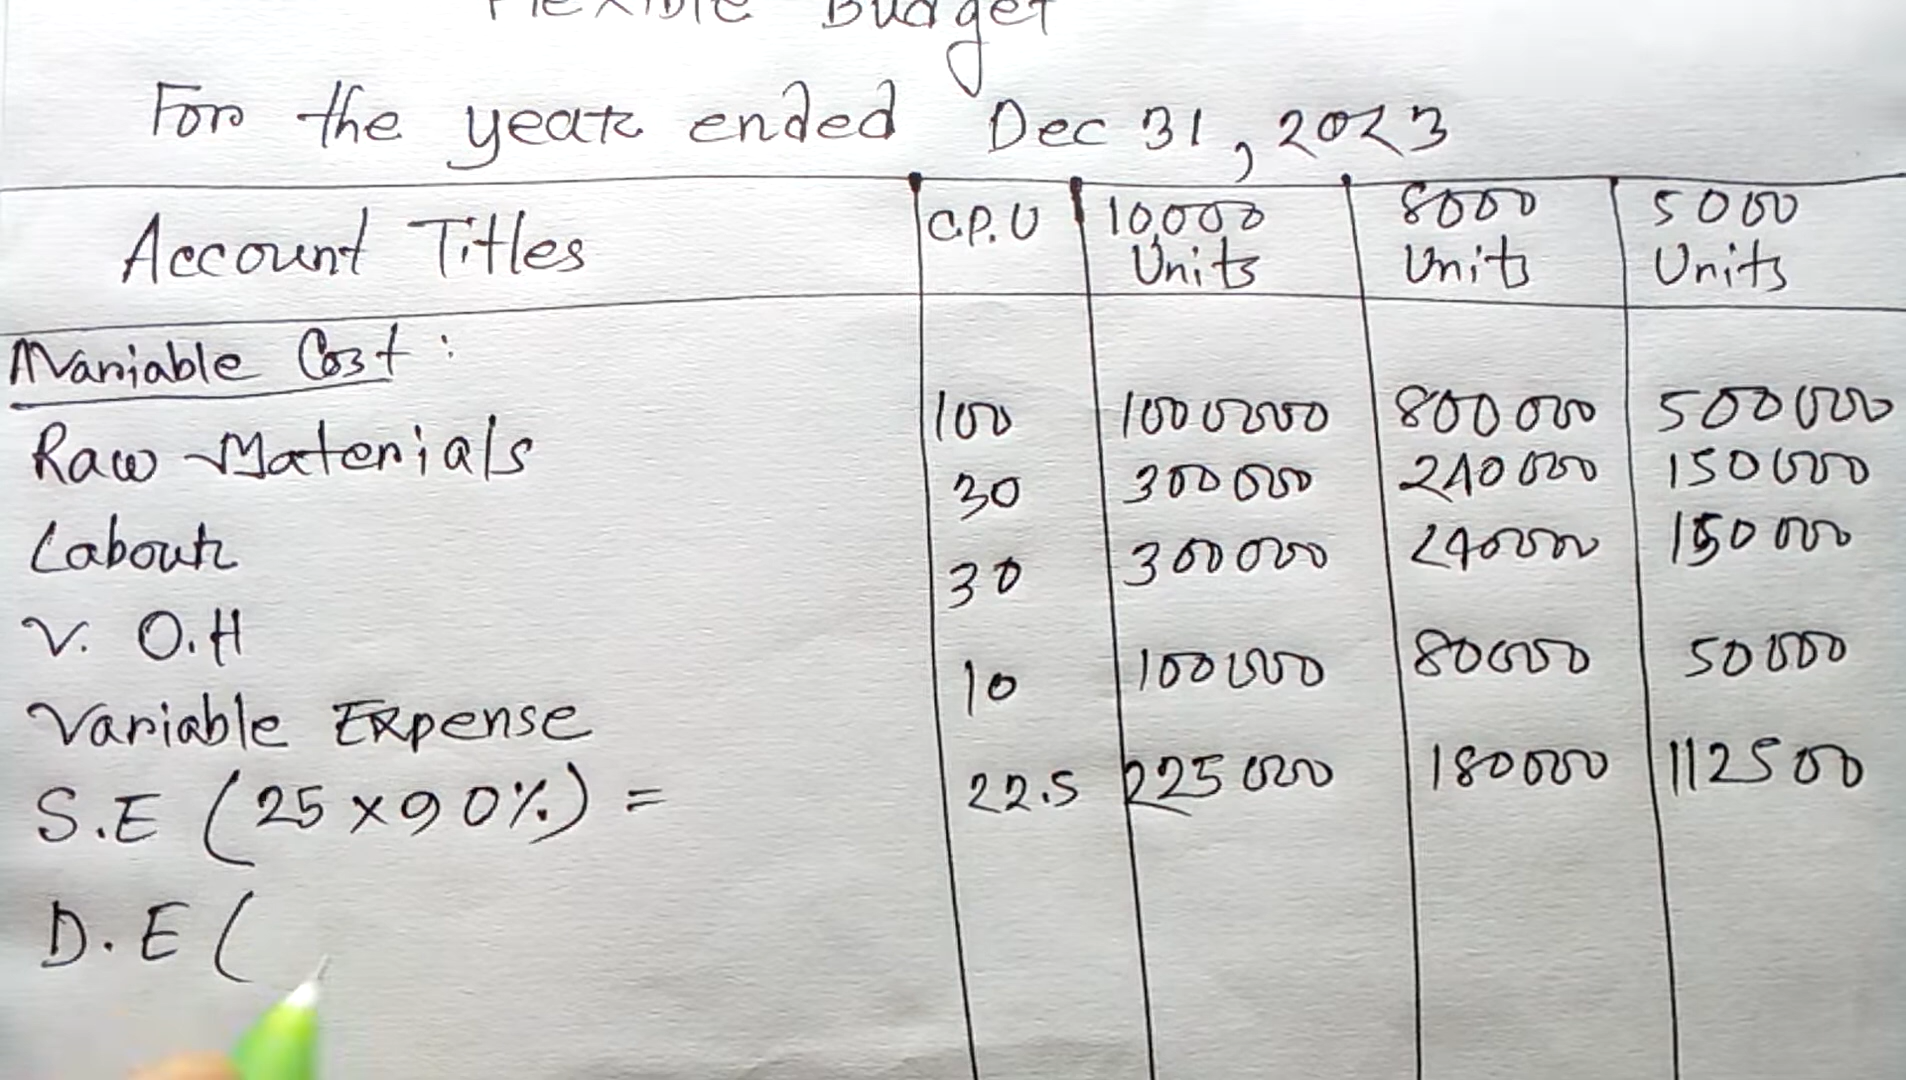 Flexible Budget
For the year ended Dec 31, 2023
Account Titles C.P.U 10,000 Units 8000 Units 5000 Units
Variable Cost :
Raw Materials 100 1000000 800000 500000
Labour 30 300000 240000 150000
V. O.H 30 300000 240000 150000
Variable Expense 10 100000 80000 50000
S.E (25 x 90%) = 22.5 225000 180000 112500
D.E (